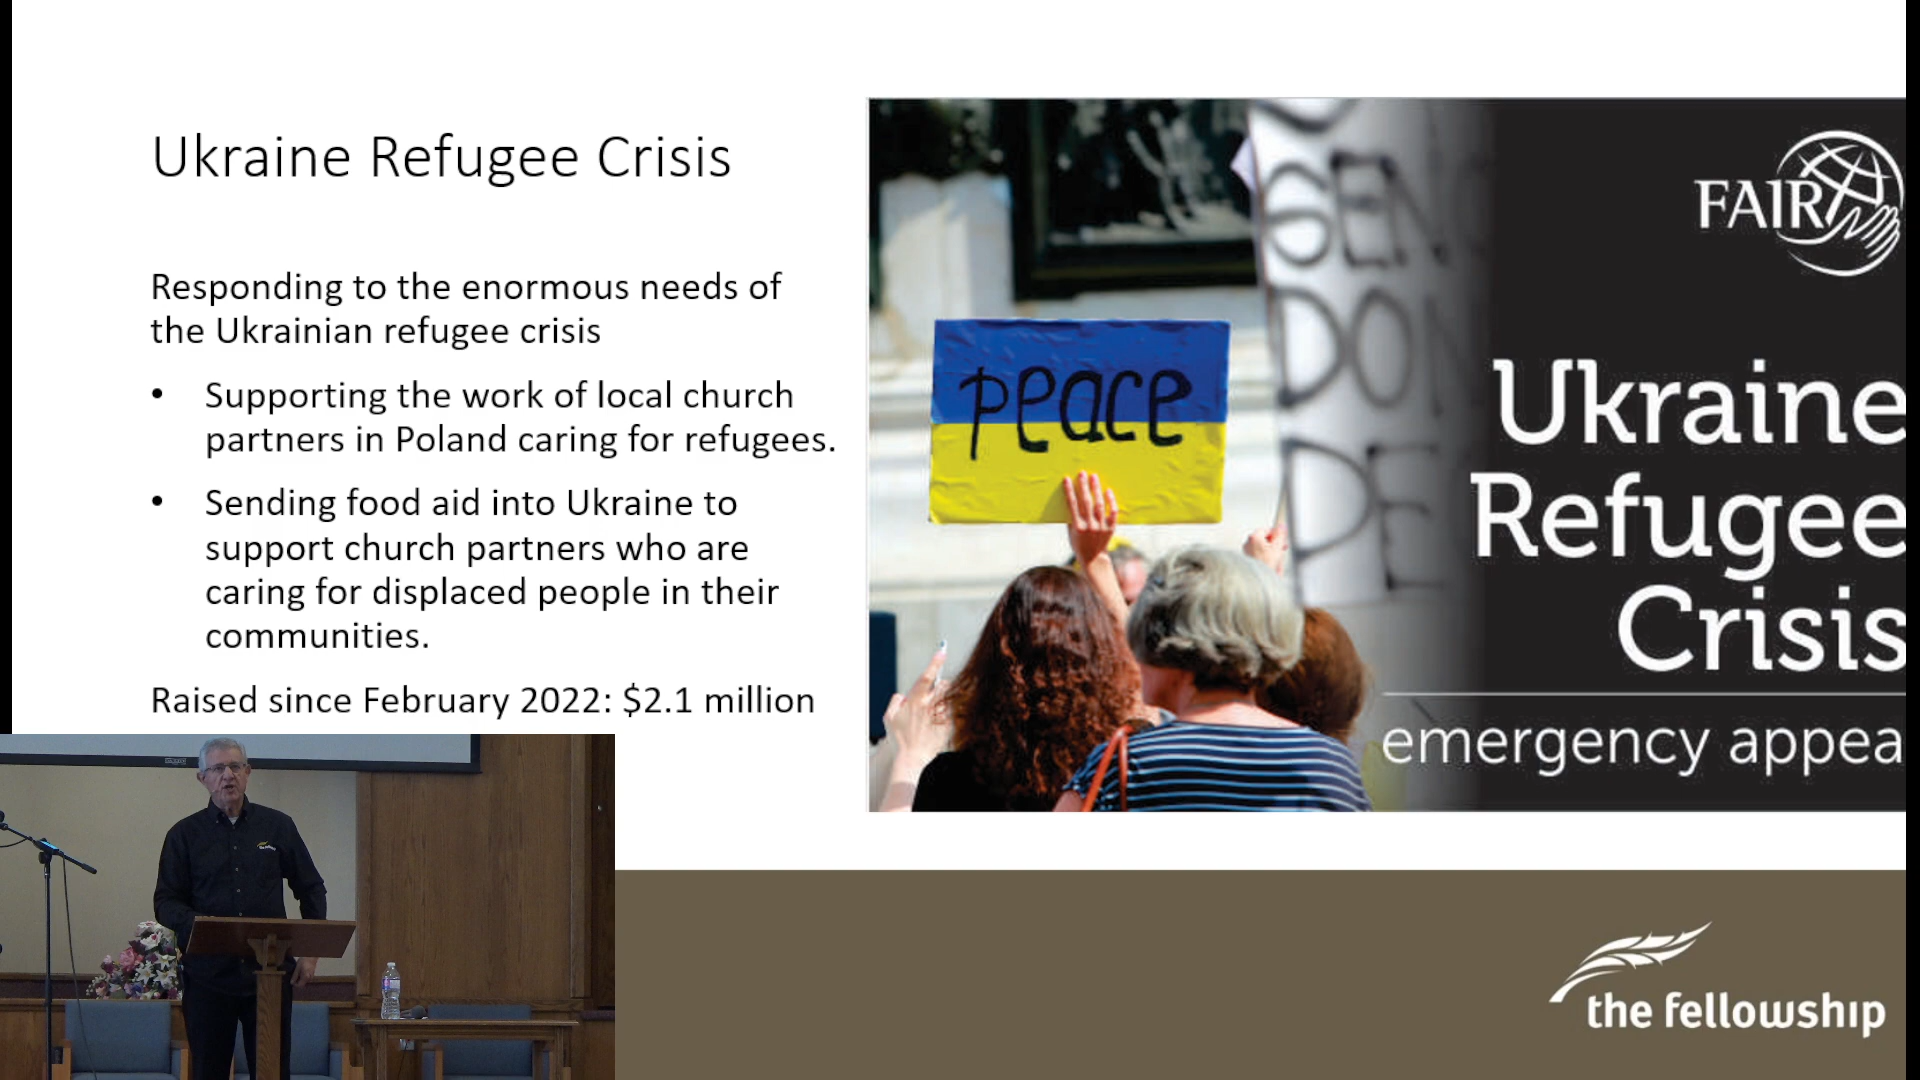 Ukraine Refugee Crisis
Responding to the enormous needs of
the Ukrainian refugee crisis
• Supporting the work of local church
partners in Poland caring for refugees.
• Sending food aid into Ukraine to
support church partners who are
caring for displaced people in their
communities.
Raised since February 2022: $2.1 million
FAIR
peace
GEN
DON
DE
Ukraine
Refugee
Crisis
emergency appea
the fellowship